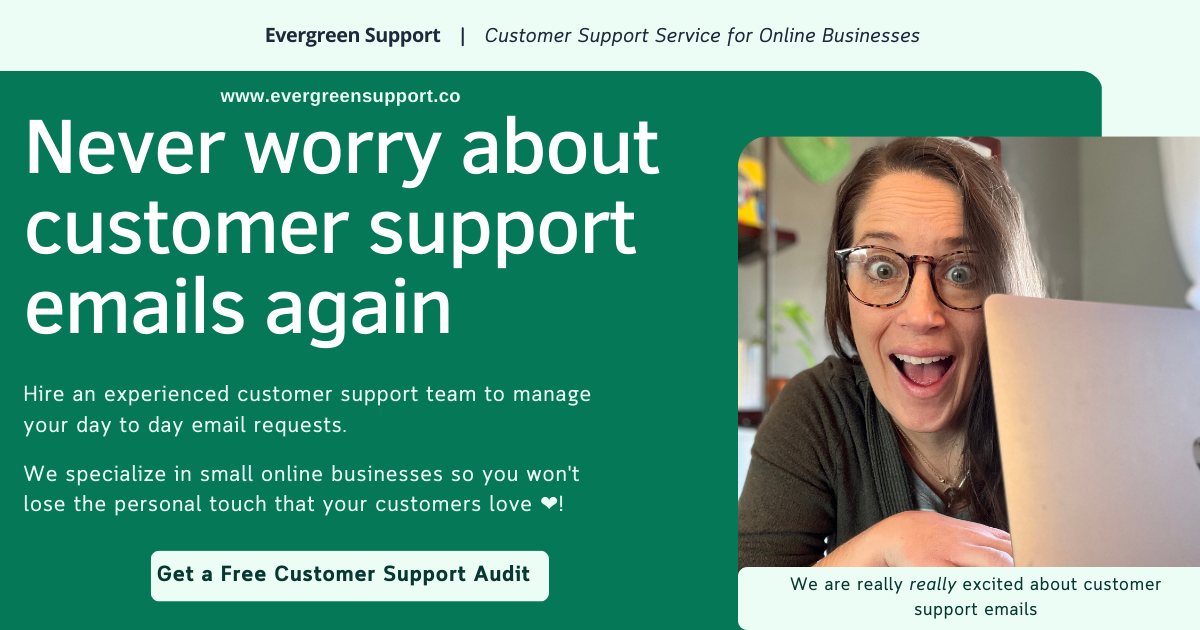 Evergreen Support | Customer Support Service for Online Businesses
www.evergreensupport.co
Never worry about
customer support
emails again
Hire an experienced customer support team to manage
your day to day email requests.
We specialize in small online businesses so you won't
lose the personal touch that your customers love ❤!
Get a Free Customer Support Audit
We are really really excited about customer
support emails